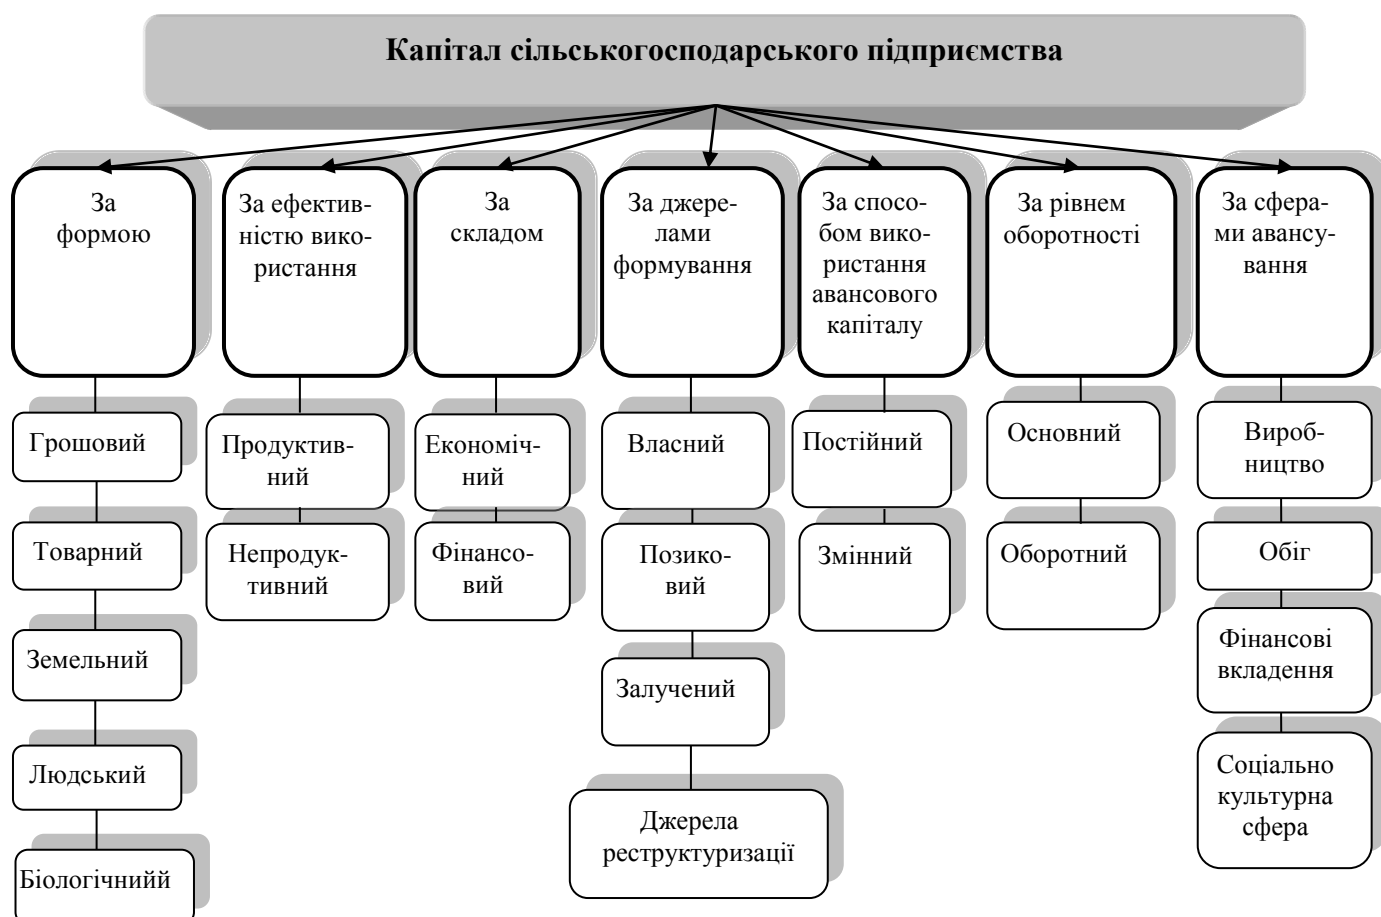 Капітал сільськогосподарського підприємства
За
формою
За ефектив-
ністю вико-
ристання
За
складом
За джере-
лами
формування
За спосо-
бом вико-
ристання
авансового
капіталу
За рівнем
оборотності
За сфера-
ми авансу-
вання
Грошовий
Товарний
Земельний
Людський
Біологічнийй
Продуктив-
ний
Непродук-
тивний
Економіч-
ний
Фінансо-
вий
Власний
Позико-
вий
Залучений
Джерела
реструктуризації
Постійний
Змінний
Основний
Оборотний
Вироб-
ництво
Обіг
Фінансові
вкладення
Соціально
культурна
сфера